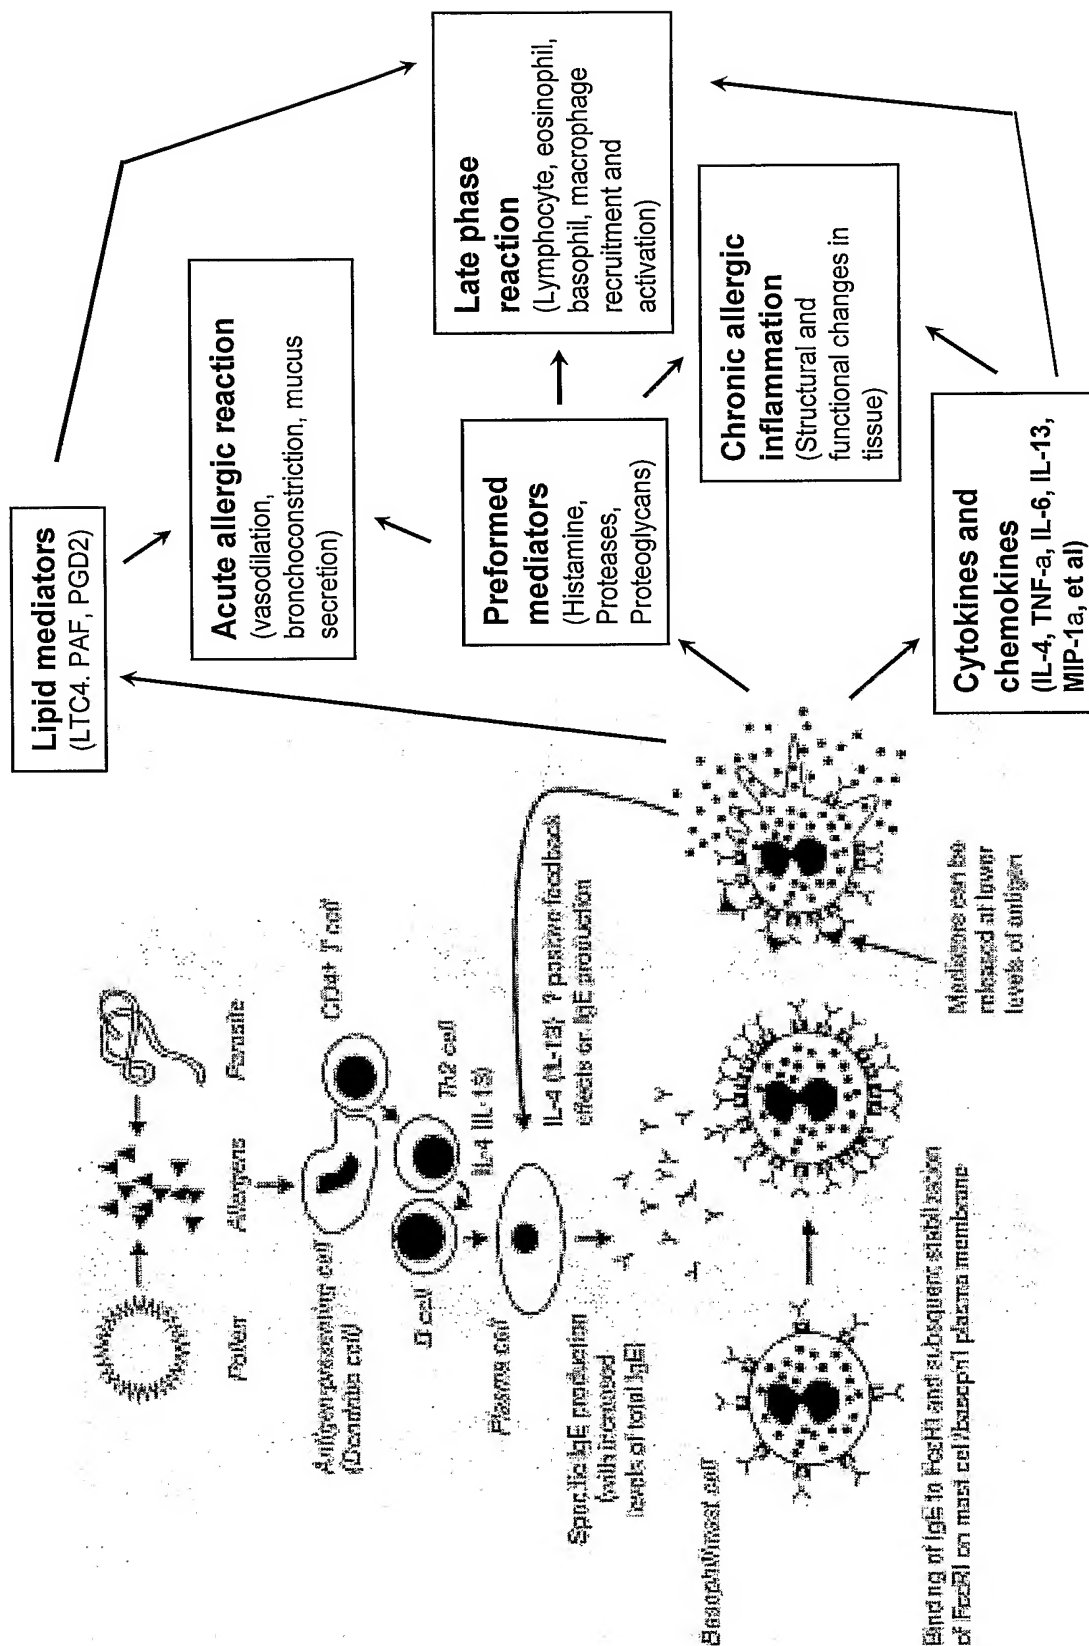 Pollen
Allergens
Parasite
Antigen-presenting cell
(Dendritic cell)
CD4+ T cell
B cell
Th2 cell
IL-4 (IL-13)
Plasma cell
IL-4 (IL-13) ? positive feedback
effects on IgE production
Specific IgE production
(with increased
levels of total IgE)
Basophil/mast cell
Binding of IgE to FcεRI and subsequent stabilisation
of FcεRI on mast cell/basophil plasma membrane
Mediators can be
released at lower
levels of antigen
Lipid mediators
(LTC4. PAF, PGD2)
Acute allergic reaction
(vasodilation,
bronchoconstriction, mucus
secretion)
Preformed
mediators
(Histamine,
Proteases,
Proteoglycans)
Late phase
reaction
(Lymphocyte, eosinophil,
basophil, macrophage
recruitment and
activation)
Chronic allergic
inflammation
(Structural and
functional changes in
tissue)
Cytokines and
chemokines
(IL-4, TNF-a, IL-6, IL-13,
MIP-1a, et al)